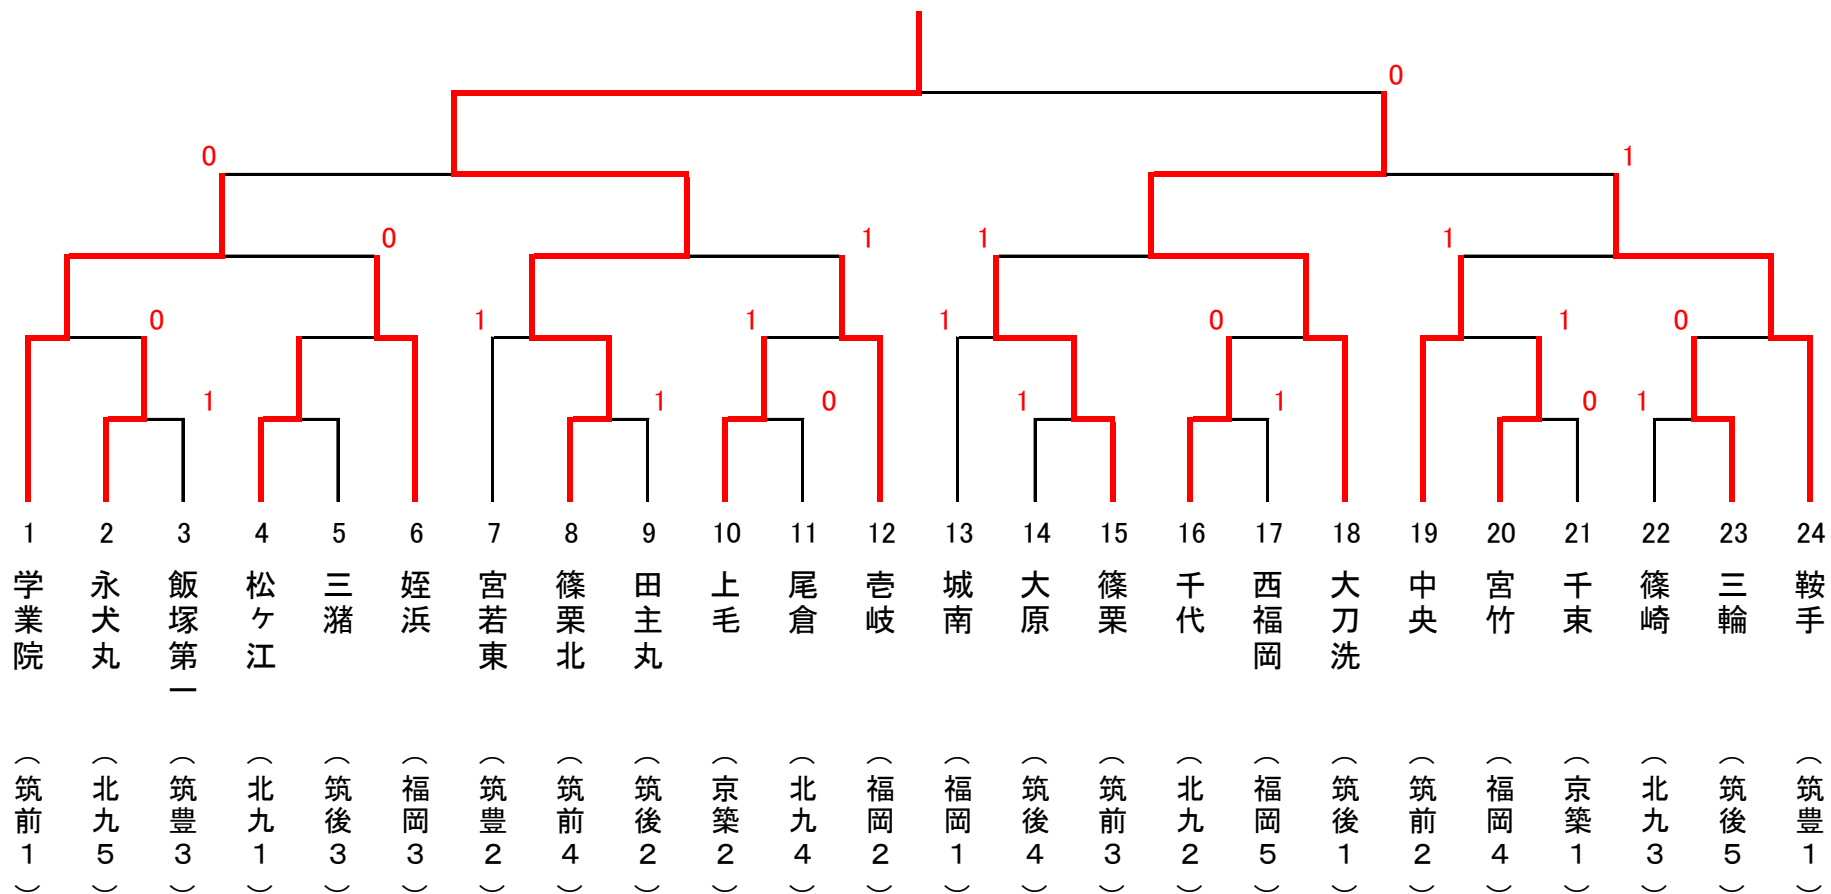 0
0
1
0
1
1
1
0
1
1
1
0
1
0
1
1
0
1
1
0
1
1 2 3 4 5 6 7 8 9 10 11 12 13 14 15 16 17 18 19 20 21 22 23 24
学業院
永犬丸
飯塚第一
松ヶ江
三潴
姪浜
宮若東
篠栗北
田主丸
上毛
尾倉
壱岐
城南
大原
篠栗
千代
西福岡
大刀洗
中央
宮竹
千束
篠崎
三輪
鞍手
（筑前１）
（北九５）
（筑豊３）
（北九１）
（筑後３）
（福岡３）
（筑豊２）
（筑前４）
（筑後２）
（京築２）
（北九４）
（福岡２）
（福岡１）
（筑後４）
（筑前３）
（北九２）
（福岡５）
（筑後１）
（筑前２）
（福岡４）
（京築１）
（北九３）
（筑後５）
（筑豊１）